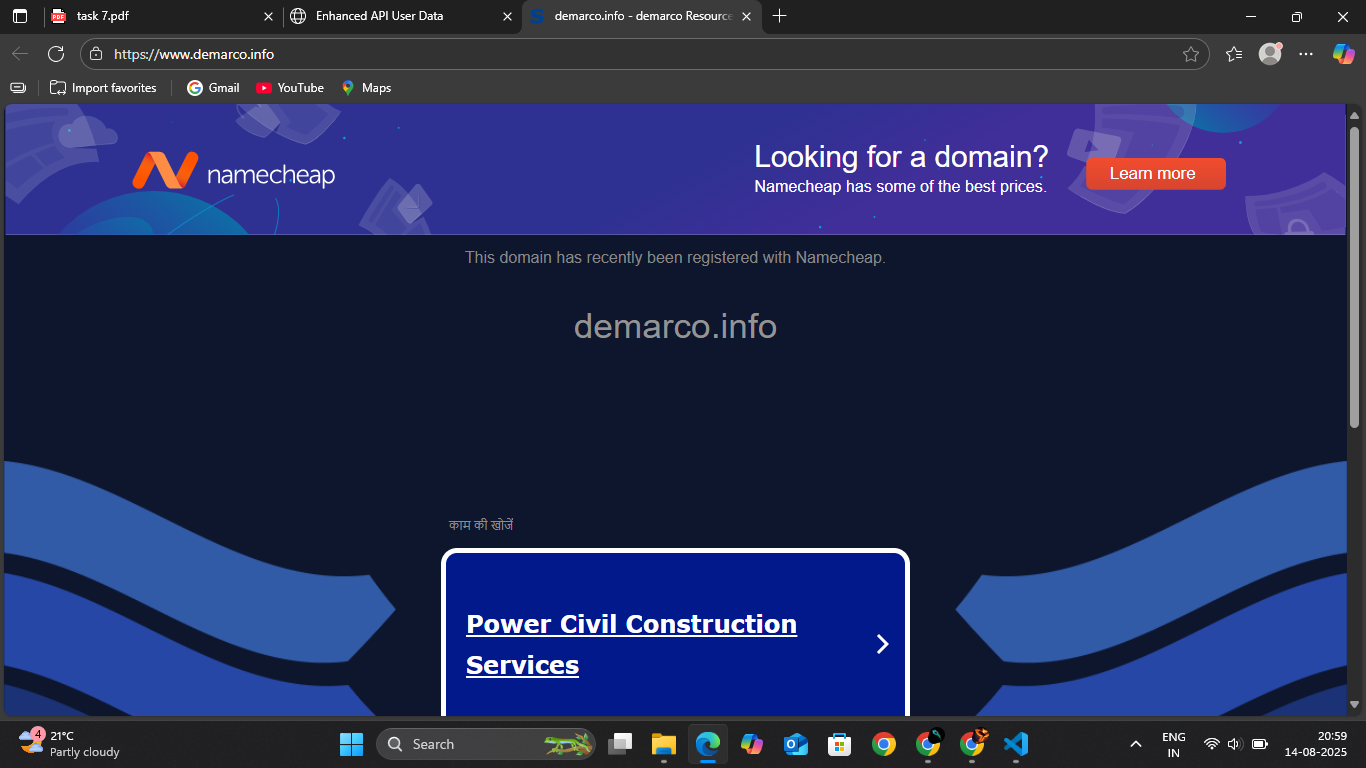 task 7.pdf
Enhanced API User Data
demarco.info - demarco Resource
https://www.demarco.info
Import favorites
Gmail
YouTube
Maps
namecheap
Looking for a domain?
Namecheap has some of the best prices.
Learn more
This domain has recently been registered with Namecheap.
demarco.info
काम की खोजें
Power Civil Construction
Services
4
21°C
Partly cloudy
Search
ENG
IN
20:59
14-08-2025